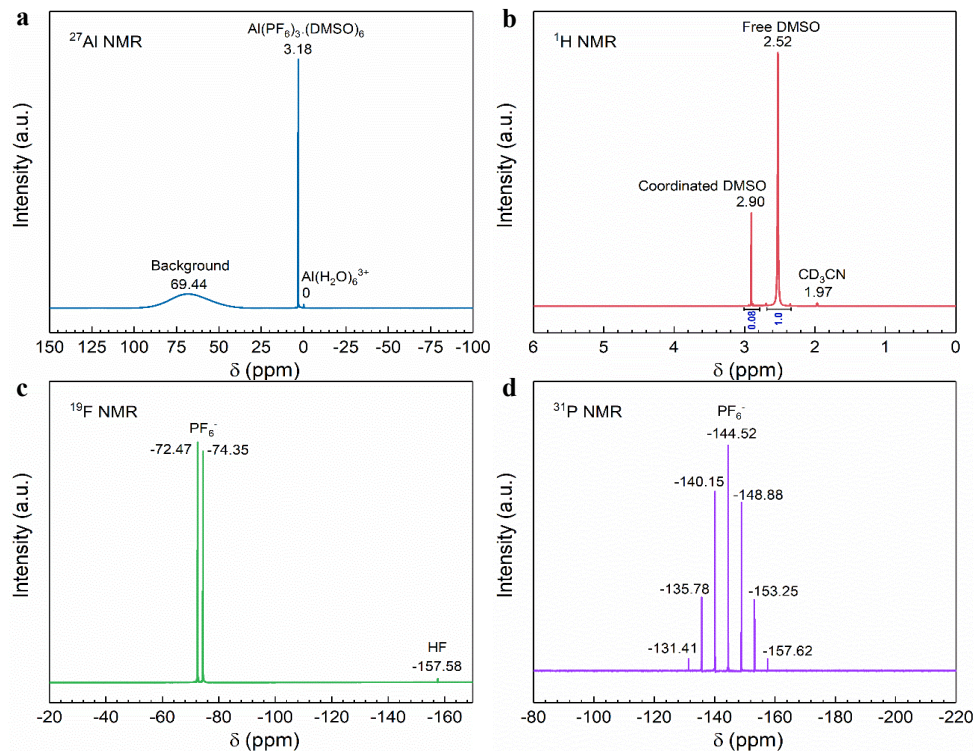 a
²⁷Al NMR
Al(PF₆)₃·(DMSO)₆
3.18
Background
69.44
Al(H₂O)₆³⁺
0
Intensity (a.u.)
150 125 100 75 50 25 0 -25 -50 -75 -100
δ (ppm)
b
¹H NMR
Free DMSO
2.52
Coordinated DMSO
2.90
CD₃CN
1.97
0.08
1.0
Intensity (a.u.)
6 5 4 3 2 1 0
δ (ppm)
c
¹⁹F NMR
PF₆⁻
-72.47 -74.35
HF
-157.58
Intensity (a.u.)
-20 -40 -60 -80 -100 -120 -140 -160
δ (ppm)
d
³¹P NMR
PF₆⁻
-144.52
-140.15
-148.88
-135.78
-153.25
-131.41
-157.62
Intensity (a.u.)
-80 -100 -120 -140 -160 -180 -200 -220
δ (ppm)